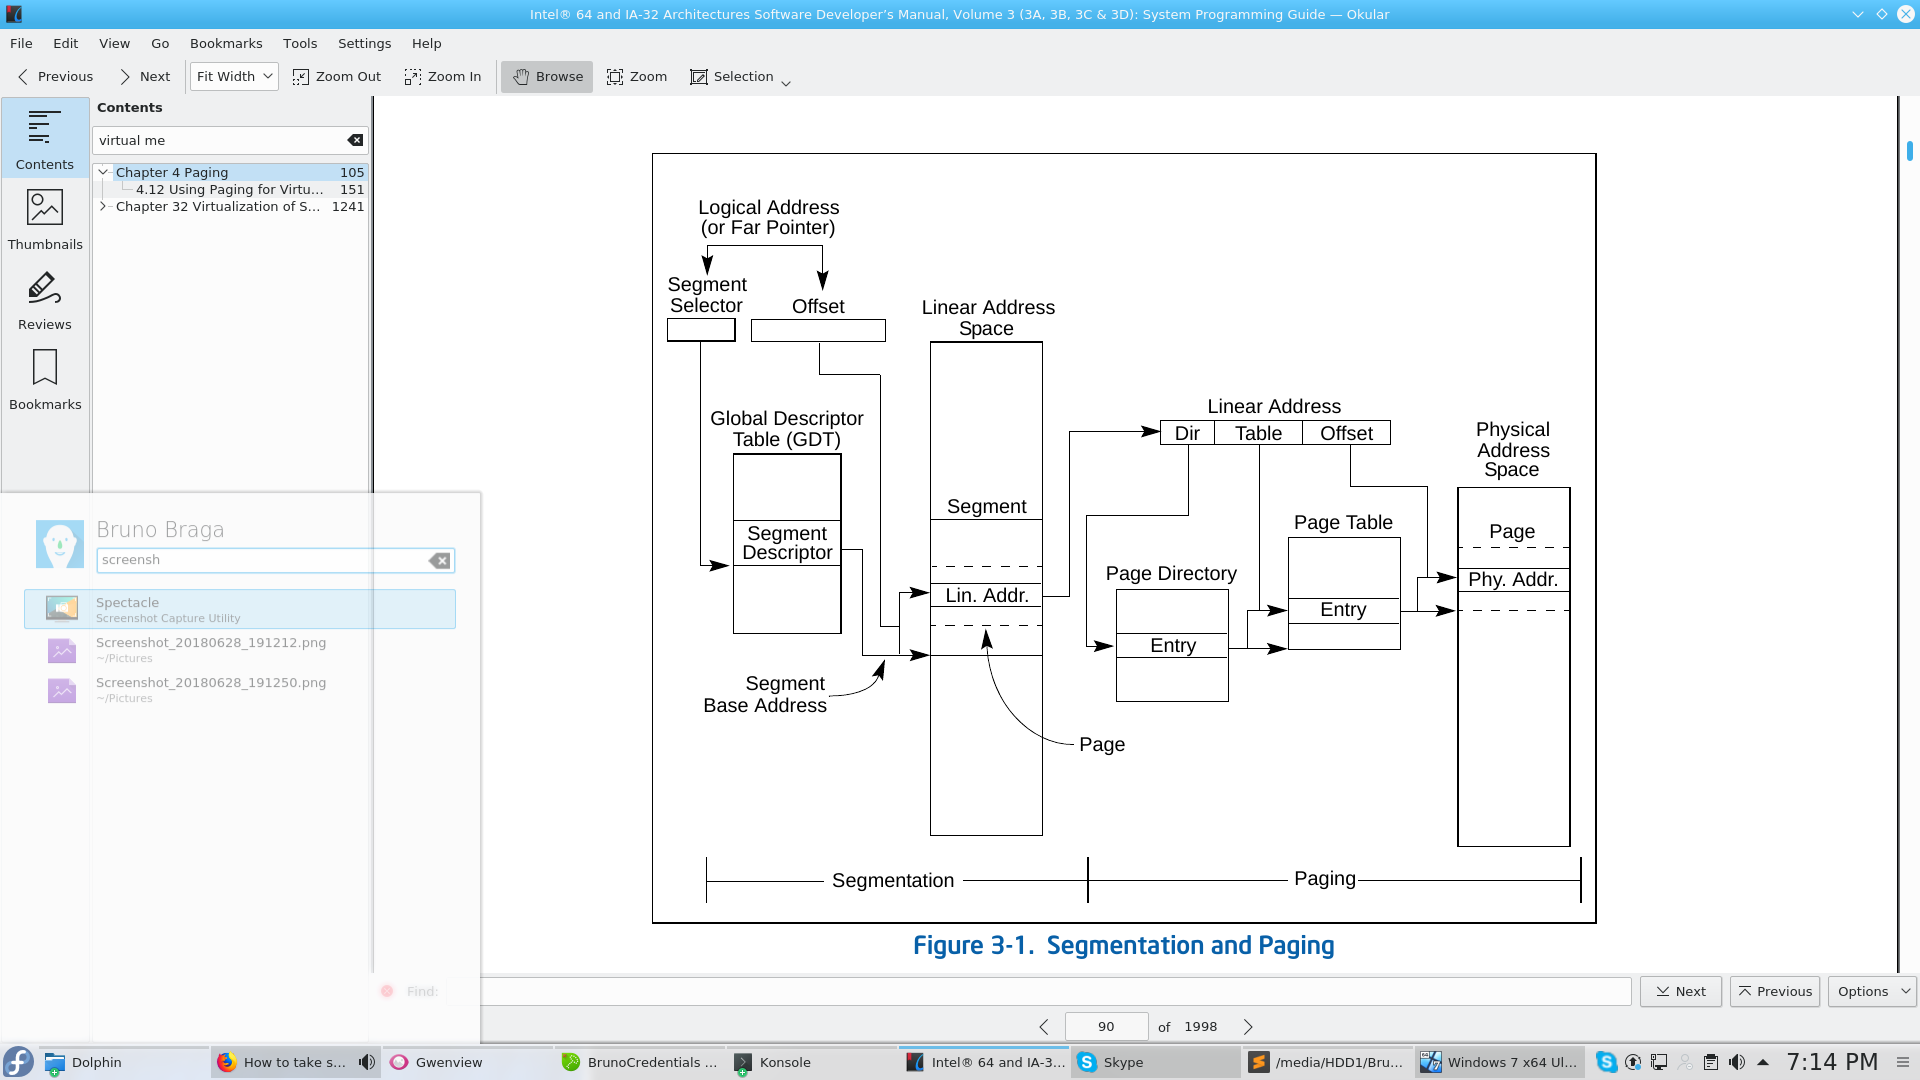 Intel® 64 and IA-32 Architectures Software Developer's Manual, Volume 3 (3A, 3B, 3C & 3D): System Programming Guide — Okular
File Edit View Go Bookmarks Tools Settings Help
Previous Next Fit Width Zoom Out Zoom In Browse Zoom Selection
Contents
virtual me
Chapter 4 Paging 105
4.12 Using Paging for Virtu... 151
Chapter 32 Virtualization of S... 1241
Contents
Thumbnails
Reviews
Bookmarks
Bruno Braga
screensh
Spectacle
Screenshot Capture Utility
Screenshot_20180628_191212.png
~/Pictures
Screenshot_20180628_191250.png
~/Pictures
Logical Address
(or Far Pointer)
Segment
Selector
Offset
Linear Address
Space
Global Descriptor
Table (GDT)
Segment
Descriptor
Segment
Lin. Addr.
Segment
Base Address
Page
Linear Address
Dir Table Offset
Page Directory
Entry
Page Table
Entry
Physical
Address
Space
Page
Phy. Addr.
Segmentation
Paging
Figure 3-1. Segmentation and Paging
Find:
Next Previous Options
90 of 1998
Dolphin
How to take s...
Gwenview
BrunoCredentials ...
Konsole
Intel® 64 and IA-3...
Skype
/media/HDD1/Bru...
Windows 7 x64 Ul...
7:14 PM